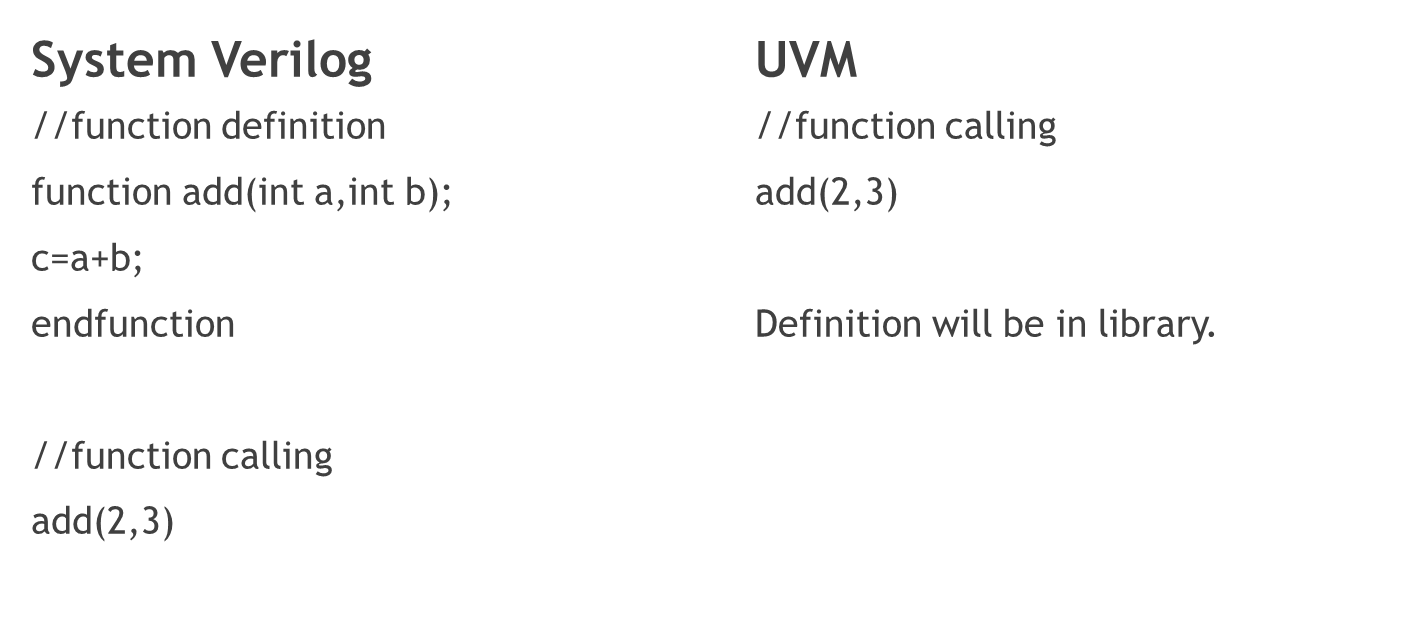 System Verilog
//function definition
function add(int a,int b);
c=a+b;
endfunction
//function calling
add(2,3)
UVM
//function calling
add(2,3)
Definition will be in library.